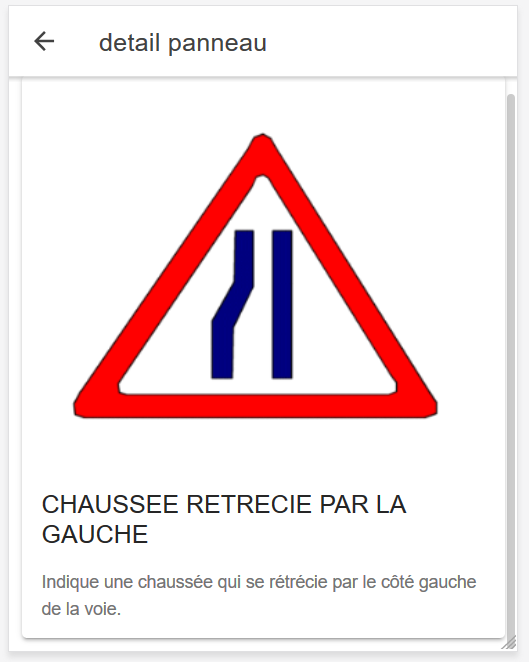 detail panneau
CHAUSSEE RETRECIE PAR LA
GAUCHE
Indique une chaussée qui se rétrécie par le côté gauche
de la voie.